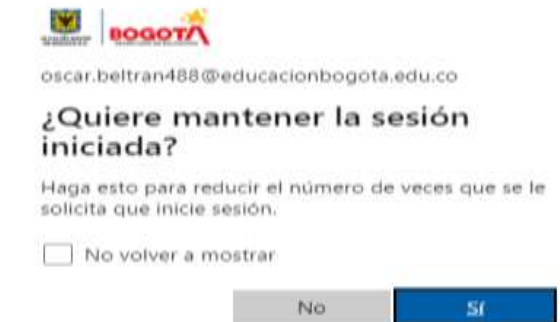 BOGOTÁ
oscar.beltran488@educacionbogota.edu.co
¿Quiere mantener la sesión
iniciada?
Haga esto para reducir el número de veces que se le
solicita que inicie sesión.
No volver a mostrar
No
Sí